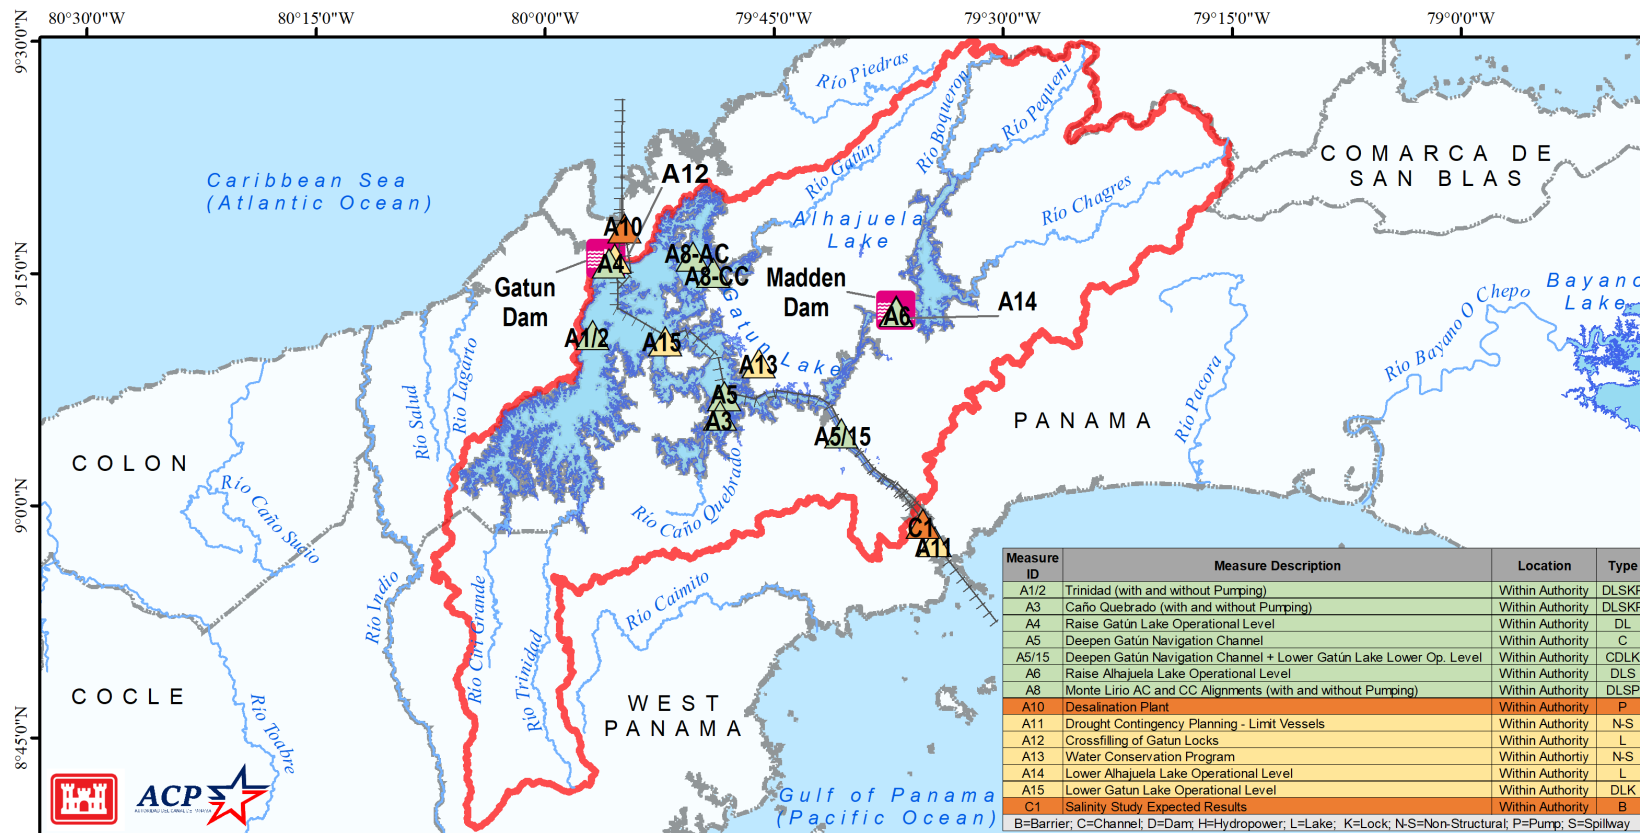 80°30'0"W 80°15'0"W 80°00'0"W 79°45'0"W 79°30'0"W 79°15'0"W 79°0'0"W
9°30'0"N
9°15'0"N
9°0'0"N
8°45'0"N
Río Piedras
Río Boqueron
Río Pequení
Río Gatún
Río Chagres
COMARCA DE
SAN BLAS
Caribbean Sea
(Atlantic Ocean)
A12
A10
A4
A8-AC
A8-CC
Alhajuela
Lake
Gatun
Dam
Madden
Dam
A6
A14
Bayano
Lake
Río Bayano O Chepo
Gatun Lake
A1/2
A15
A13
A5
A3
A5/15
Río Salud
Río Lagarto
Río Pacora
PANAMA
COLON
Río Caño Sucio
Río Caño Quebrado
C1
A11
Río Indio
Río Ciri Grande
Río Trinidad
Río Caimito
COCLE
Río Toabre
WEST
PANAMA
Gulf of Panama
(Pacific Ocean)
ACP
AUTORIDAD DEL CANAL DE PANAMA
Measure ID Measure Description Location Type
A1/2 Trinidad (with and without Pumping) Within Authority DLSKP
A3 Caño Quebrado (with and without Pumping) Within Authority DLSKP
A4 Raise Gatún Lake Operational Level Within Authority DL
A5 Deepen Gatún Navigation Channel Within Authority C
A5/15 Deepen Gatún Navigation Channel + Lower Gatún Lake Lower Op. Level Within Authority CDLK
A6 Raise Alhajuela Lake Operational Level Within Authority DLS
A8 Monte Lirio AC and CC Alignments (with and without Pumping) Within Authority DLSP
A10 Desalination Plant Within Authority P
A11 Drought Contingency Planning - Limit Vessels Within Authority N-S
A12 Crossfilling of Gatun Locks Within Authority L
A13 Water Conservation Program Within Authority N-S
A14 Lower Alhajuela Lake Operational Level Within Authority L
A15 Lower Gatun Lake Operational Level Within Authority DLK
C1 Salinity Study Expected Results Within Authority B
B=Barrier; C=Channel; D=Dam; H=Hydropower; L=Lake; K=Lock; N-S=Non-Structural; P=Pump; S=Spillway